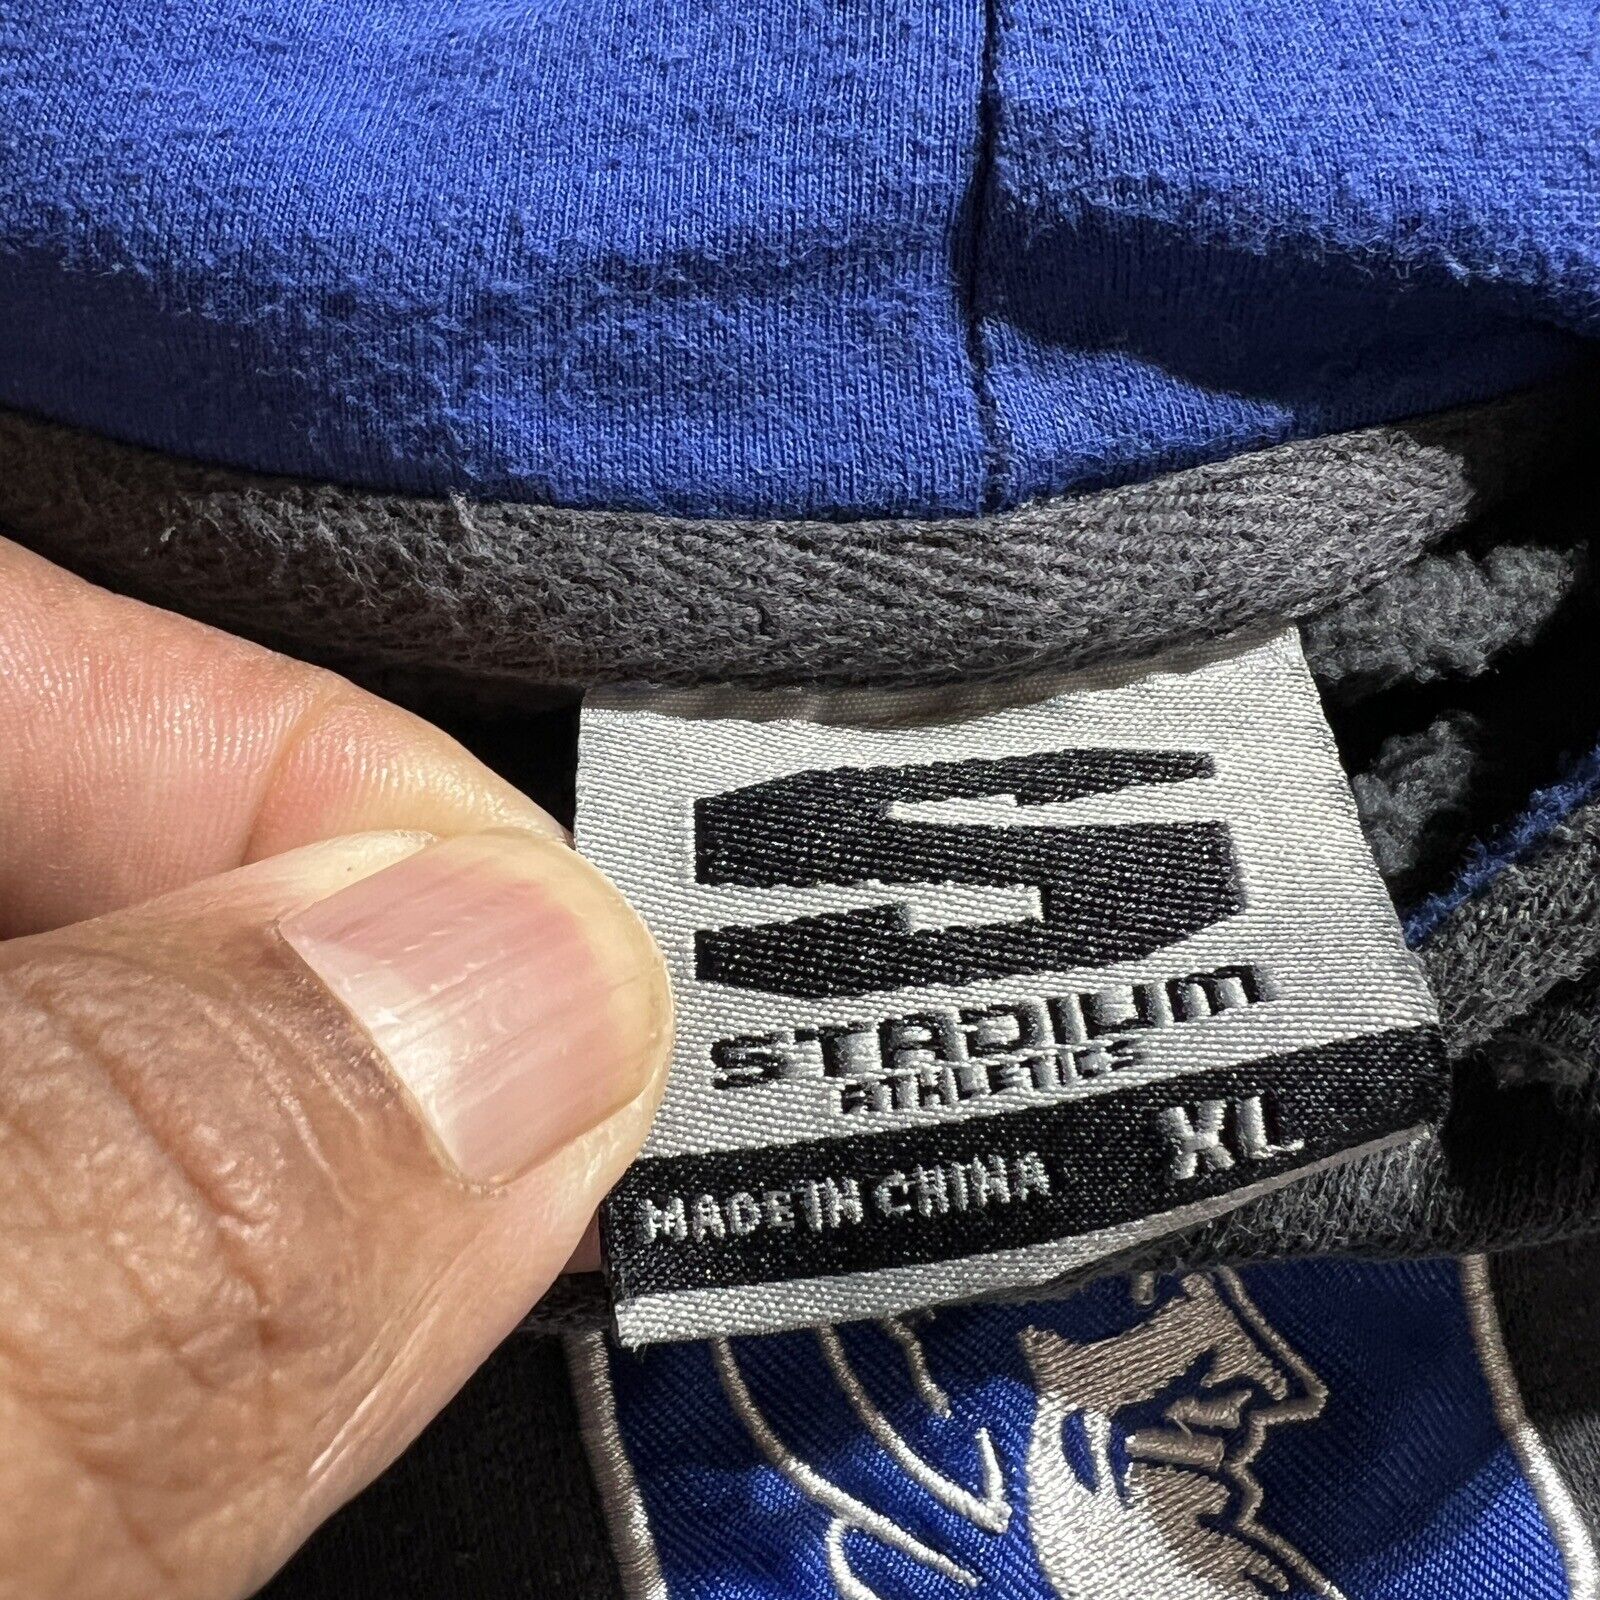 S
STADIUM
ATHLETICS
MADE IN CHINA XL